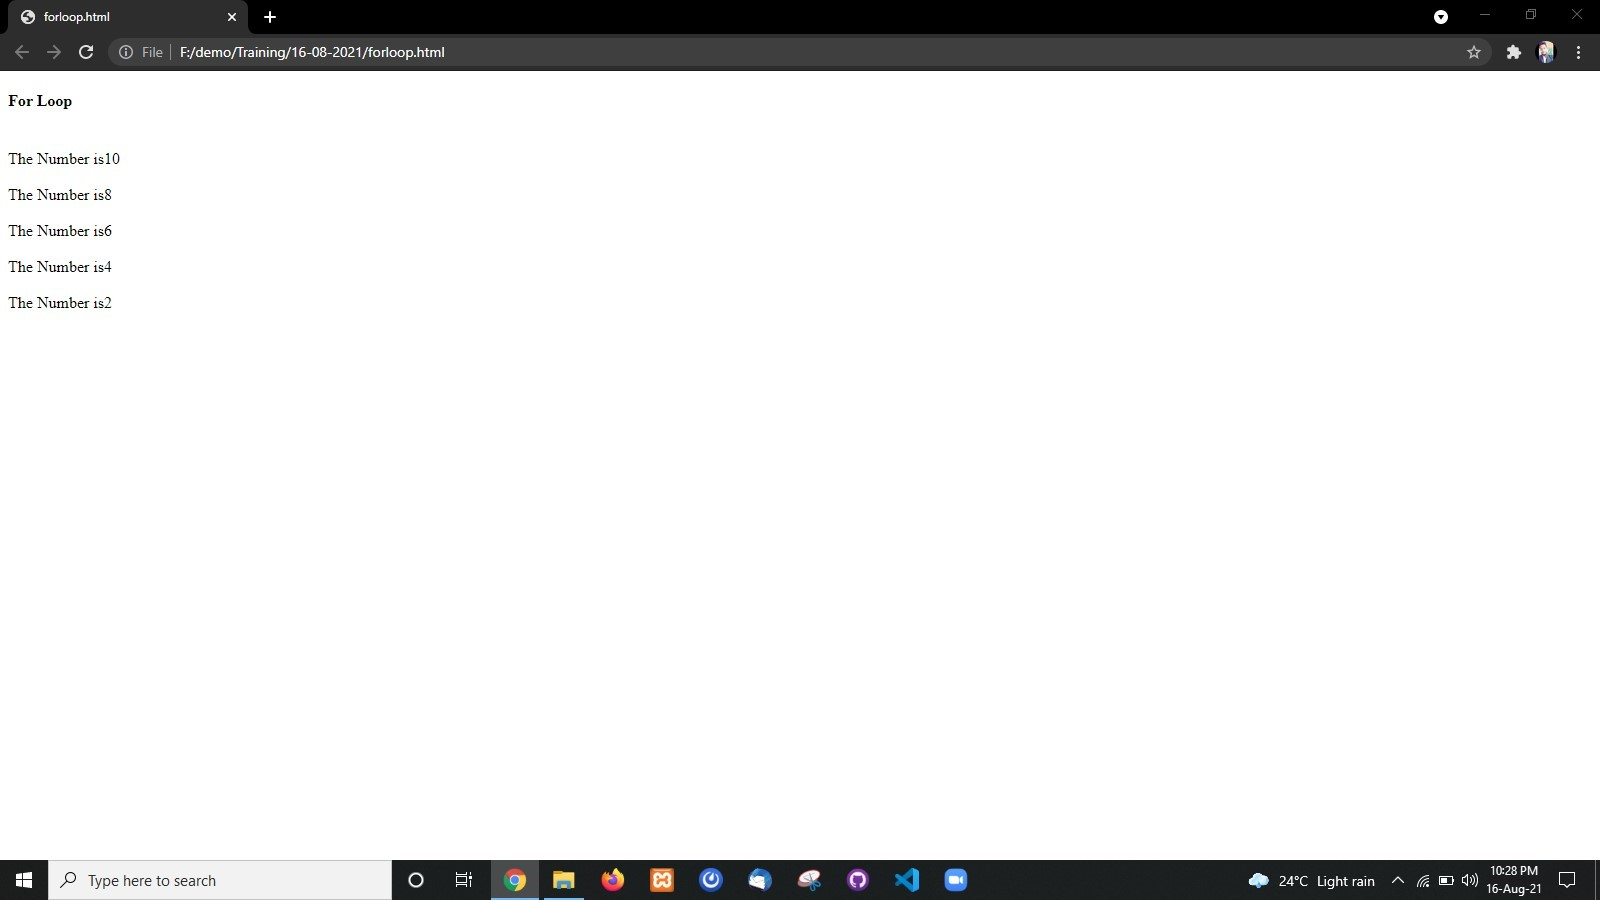 forloop.html
File F:/demo/Training/16-08-2021/forloop.html
For Loop
The Number is10
The Number is8
The Number is6
The Number is4
The Number is2
Type here to search
24°C Light rain
10:28 PM
16-Aug-21